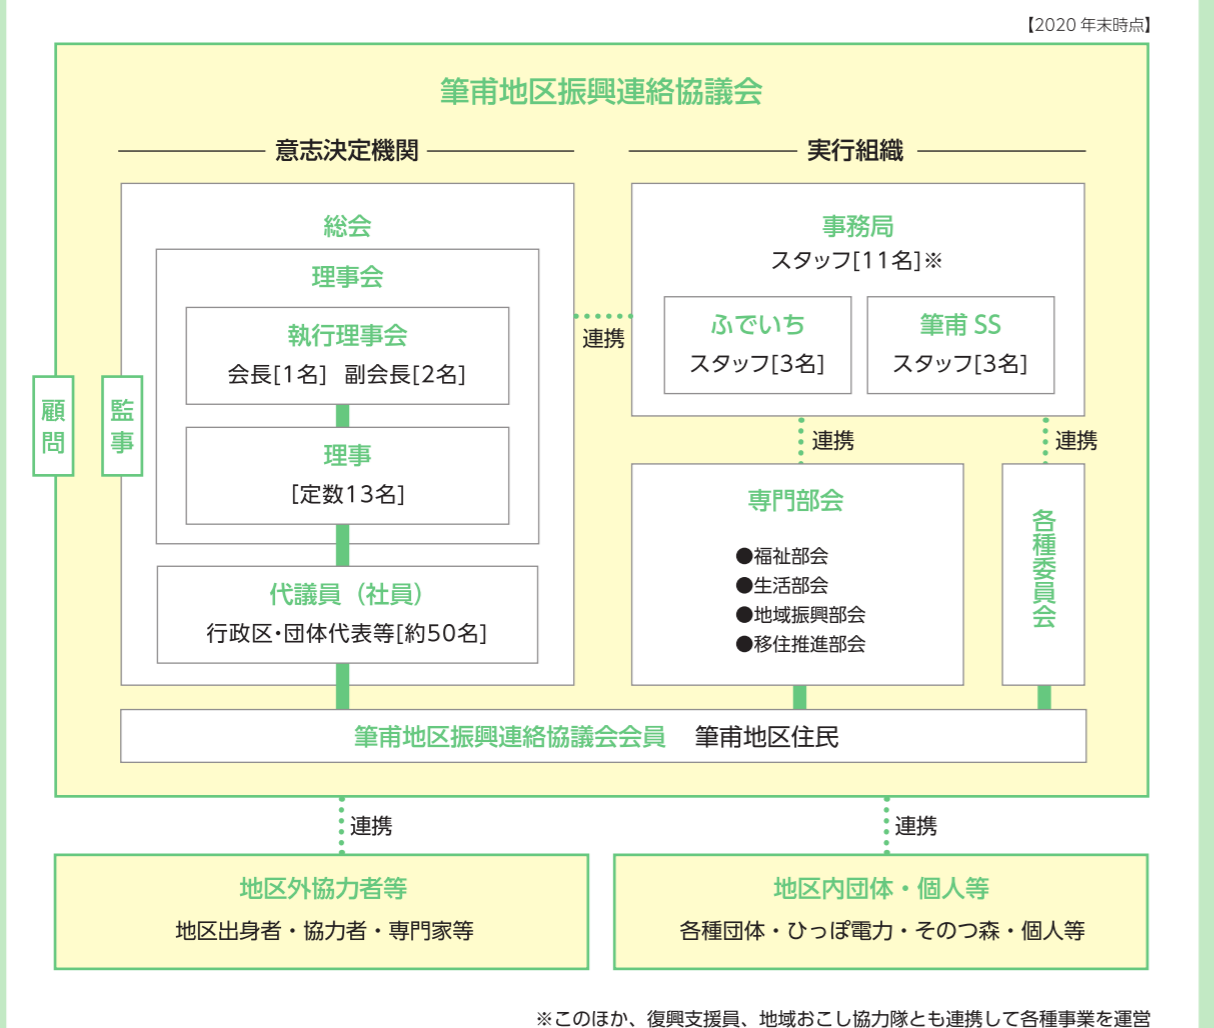 【2020 年末時点】
筆甫地区振興連絡協議会
意志決定機関
総会
理事会
執行理事会
会長[1名] 副会長[2名]
理事
[定数13名]
代議員（社員）
行政区・団体代表等[約50名]
顧問
監事
連携
実行組織
事務局
スタッフ[11名]※
ふでいち
スタッフ[3名]
筆甫 SS
スタッフ[3名]
連携
連携
専門部会
●福祉部会
●生活部会
●地域振興部会
●移住推進部会
各種委員会
筆甫地区振興連絡協議会会員 筆甫地区住民
連携
連携
地区外協力者等
地区出身者・協力者・専門家等
地区内団体・個人等
各種団体・ひっぽ電力・そのつ森・個人等
※このほか、復興支援員、地域おこし協力隊とも連携して各種事業を運営